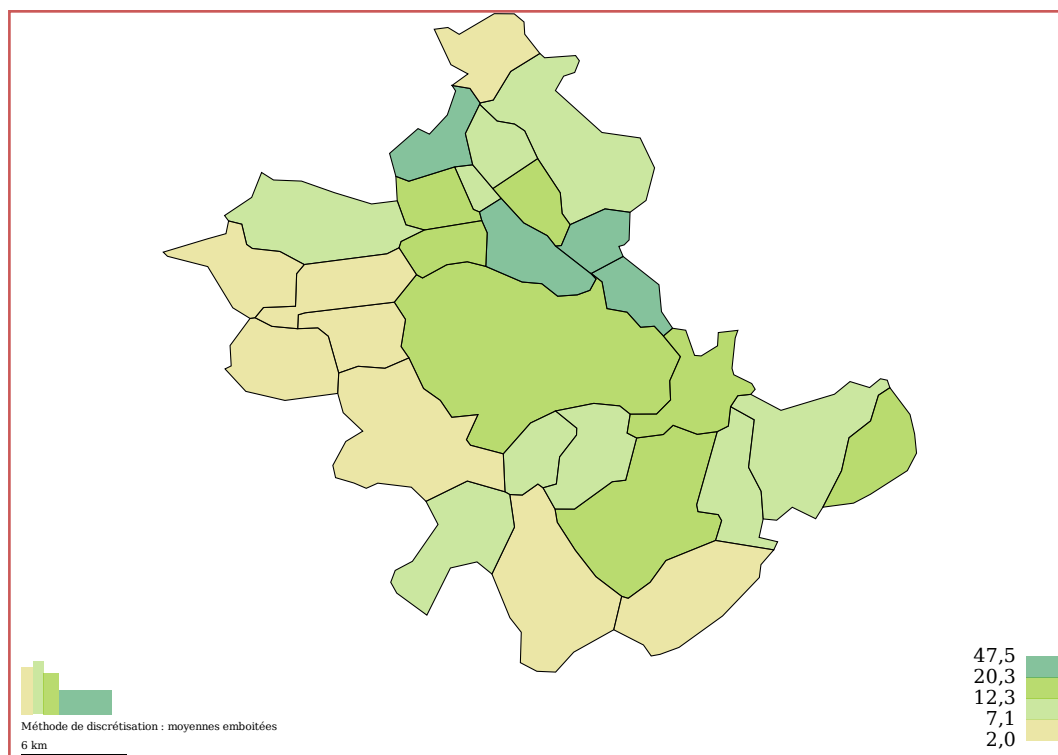 47,5
20,3
12,3
7,1
2,0
Méthode de discrétisation : moyennes emboitées
6 km